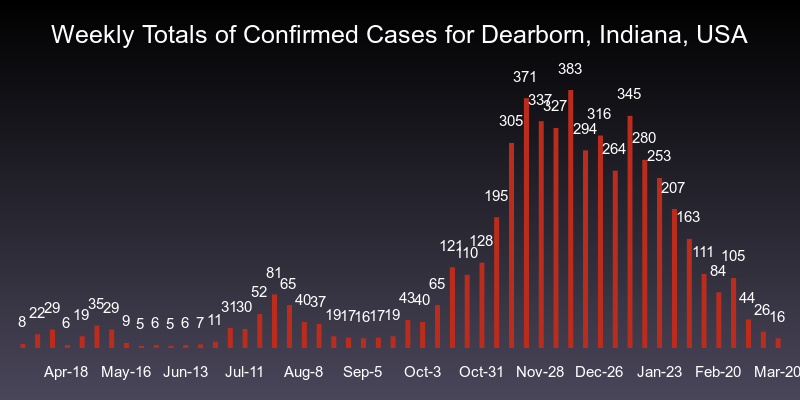 Weekly Totals of Confirmed Cases for Dearborn, Indiana, USA
8 22 29 6 19 35 29 9 5 6 5 6 7 11 31 30 52 81 65 40 37 19 17 16 17 19 43 40 65 121 110 128 195 305 371 337 327 383 294 316 264 345 280 253 207 163 111 84 105 44 26 16
Apr-18 May-16 Jun-13 Jul-11 Aug-8 Sep-5 Oct-3 Oct-31 Nov-28 Dec-26 Jan-23 Feb-20 Mar-20